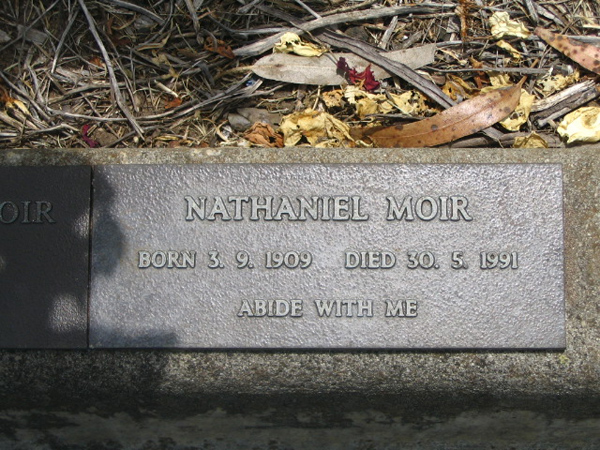 OIR
NATHANIEL MOIR
BORN 3. 9. 1909 DIED 30. 5. 1991
ABIDE WITH ME